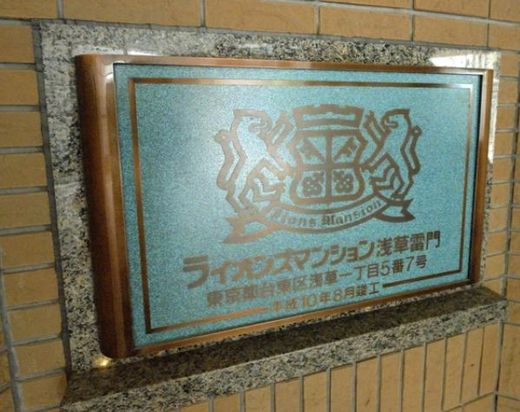 Lions Mansion
ライオンズマンション浅草雷門
東京都台東区浅草一丁目5番7号
平成10年8月竣工